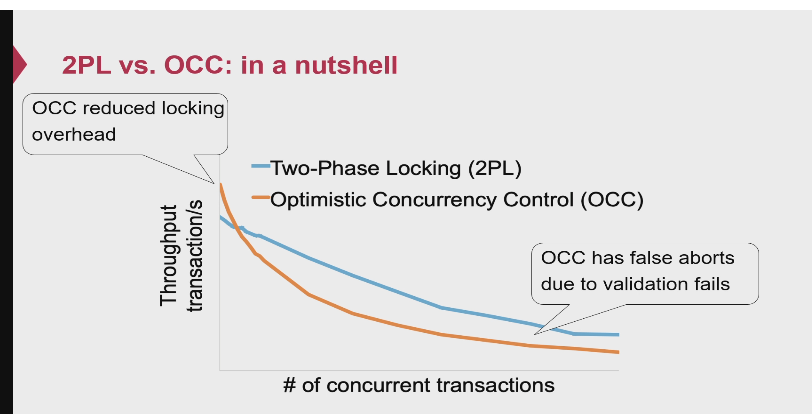 2PL vs. OCC: in a nutshell
OCC reduced locking
overhead
Two-Phase Locking (2PL)
Optimistic Concurrency Control (OCC)
Throughput
transaction/s
OCC has false aborts
due to validation fails
# of concurrent transactions